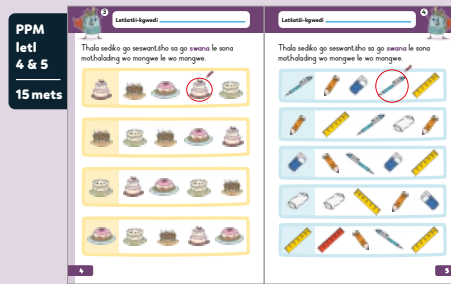 PPM
letl
4 & 5
15 mets
3
Letšatši-kgwedi
Thala sediko go seswantšho sa go swana le sona
mothalading wo mongwe le wo mongwe.
4
4
Letšatši-kgwedi
Thala sediko go seswantšho sa go swana le sona
mothalading wo mongwe le wo mongwe.
5